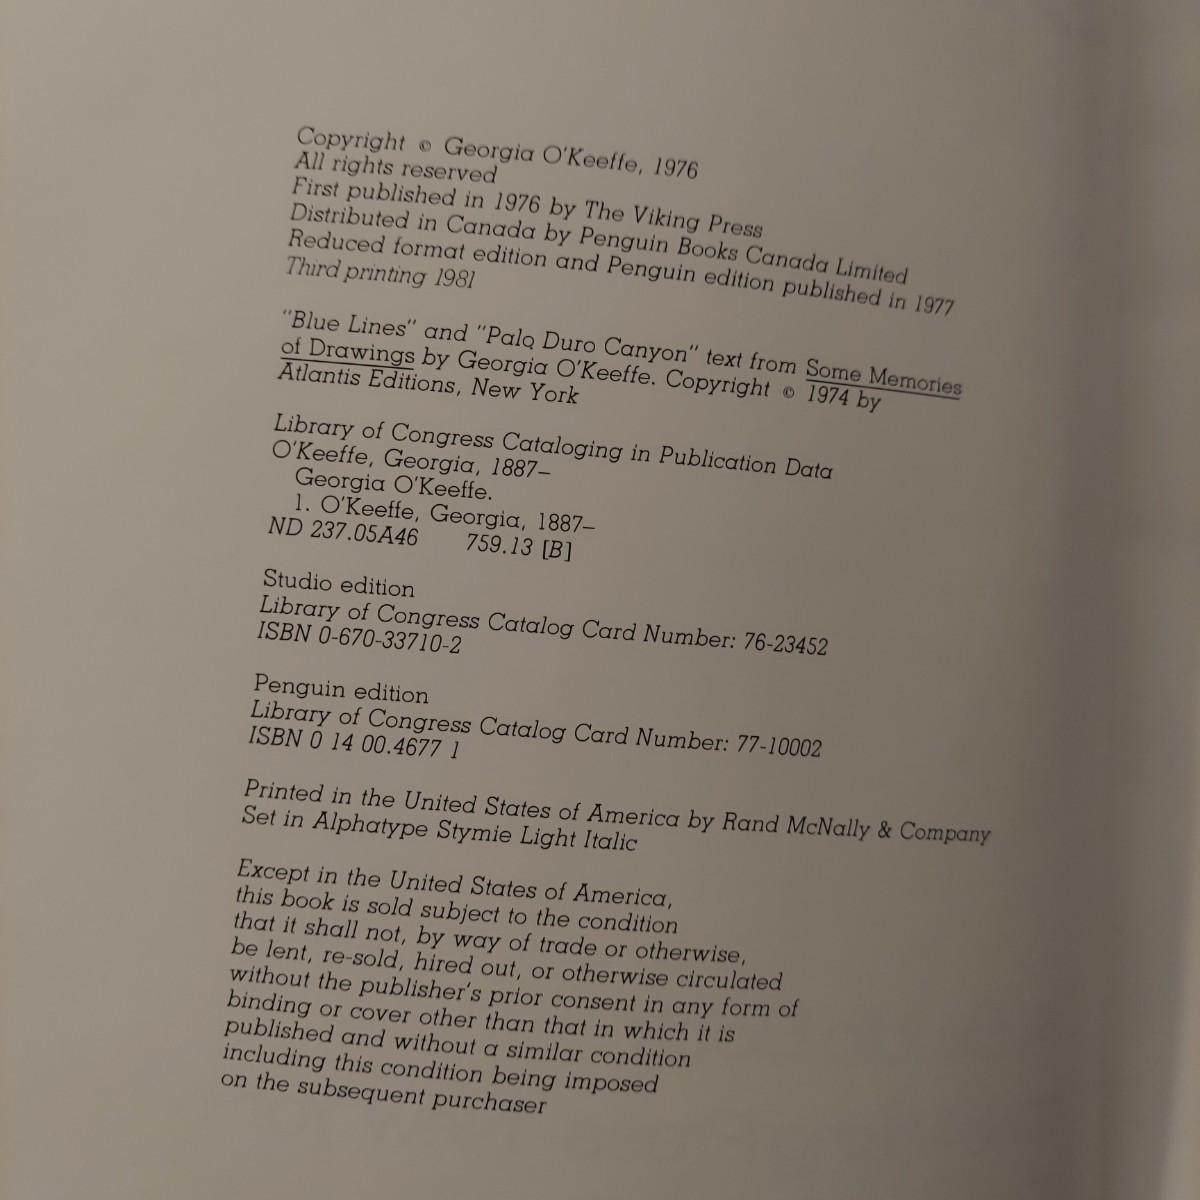 Copyright © Georgia O'Keeffe, 1976
All rights reserved
First published in 1976 by The Viking Press
Distributed in Canada by Penguin Books Canada Limited
Reduced format edition and Penguin edition published in 1977
Third printing 1981
"Blue Lines" and "Palo Duro Canyon" text from Some Memories
of Drawings by Georgia O'Keeffe. Copyright © 1974 by
Atlantis Editions, New York
Library of Congress Cataloging in Publication Data
O'Keeffe, Georgia, 1887–
Georgia O'Keeffe.
1. O'Keeffe, Georgia, 1887–
ND 237.05A46 759.13 [B]
Studio edition
Library of Congress Catalog Card Number: 76-23452
ISBN 0-670-33710-2
Penguin edition
Library of Congress Catalog Card Number: 77-10002
ISBN 0 14 00.4677 1
Printed in the United States of America by Rand McNally & Company
Set in Alphatype Stymie Light Italic
Except in the United States of America,
this book is sold subject to the condition
that it shall not, by way of trade or otherwise,
be lent, re-sold, hired out, or otherwise circulated
without the publisher's prior consent in any form of
binding or cover other than that in which it is
published and without a similar condition
including this condition being imposed
on the subsequent purchaser